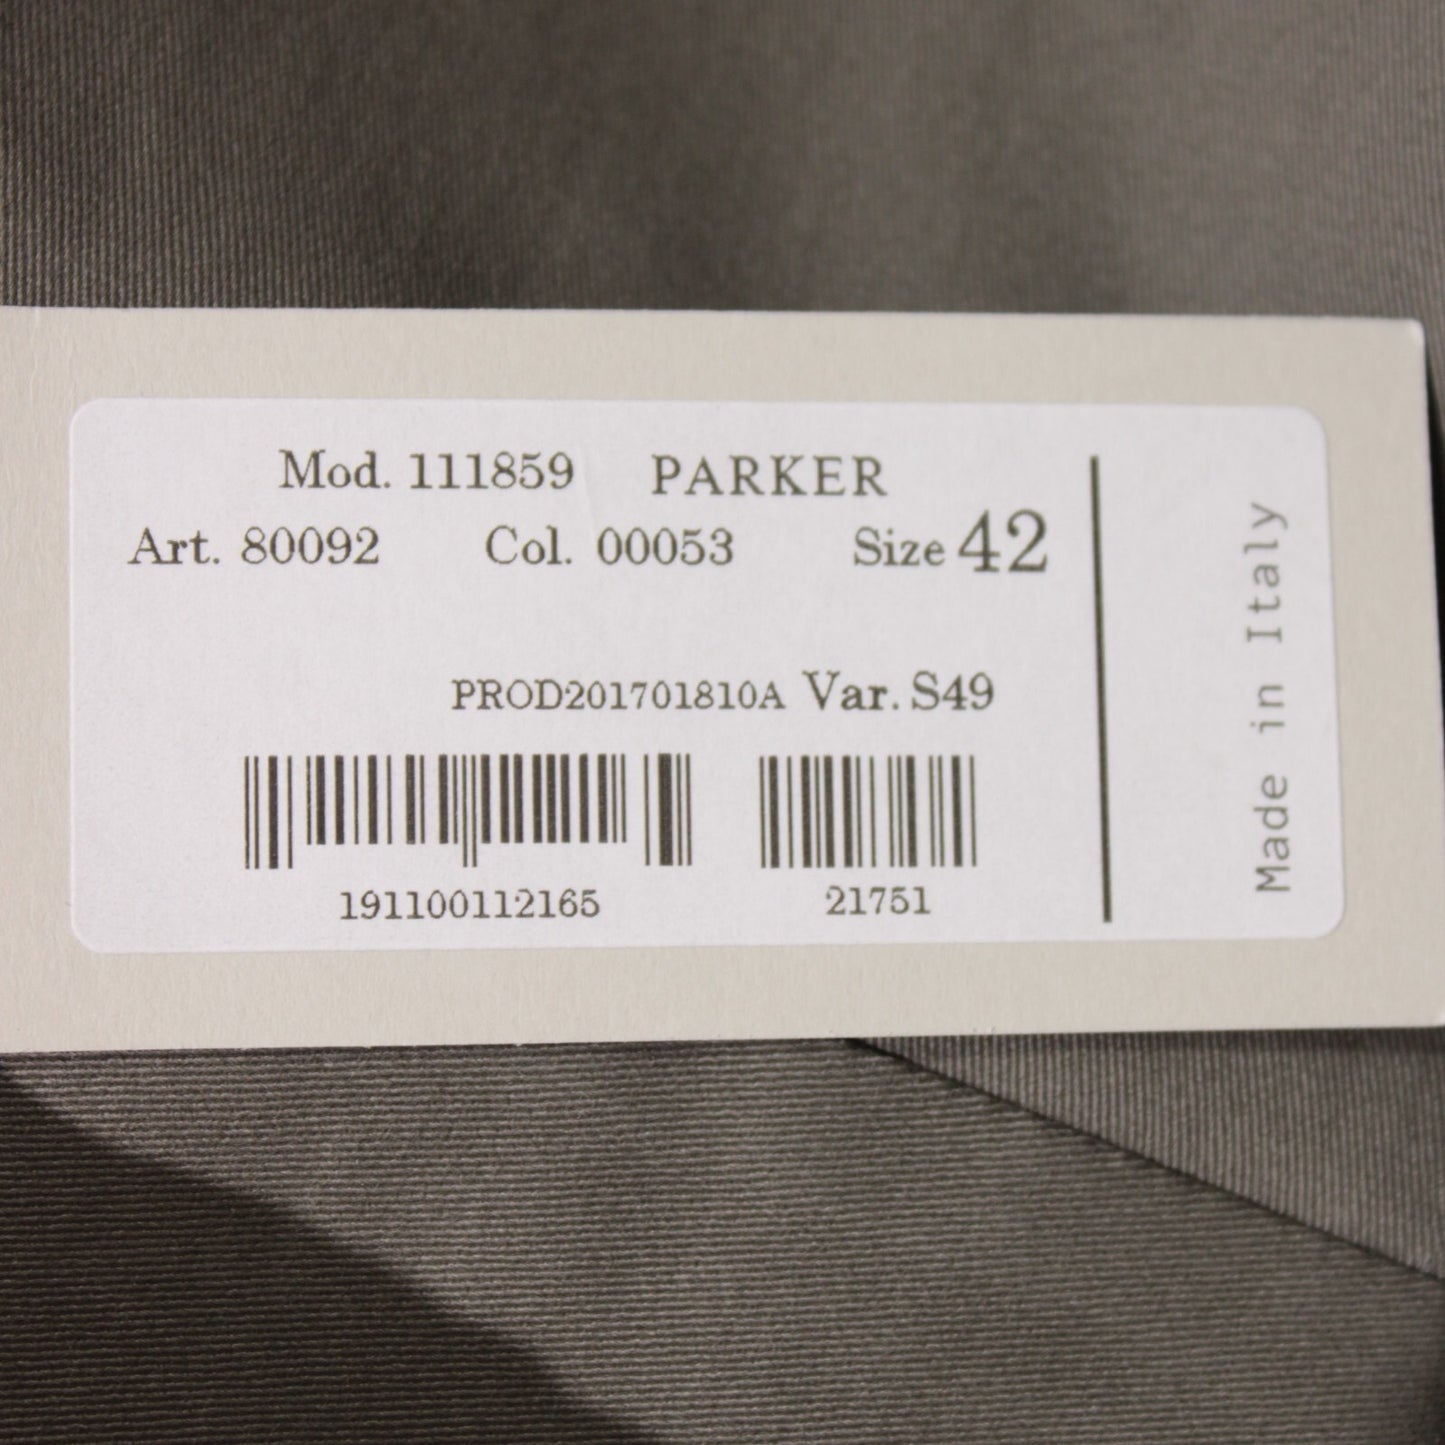 Mod. 111859 PARKER
Art. 80092 Col. 00053 Size 42
PROD201701810A Var. S49
191100112165 21751
Made in Italy